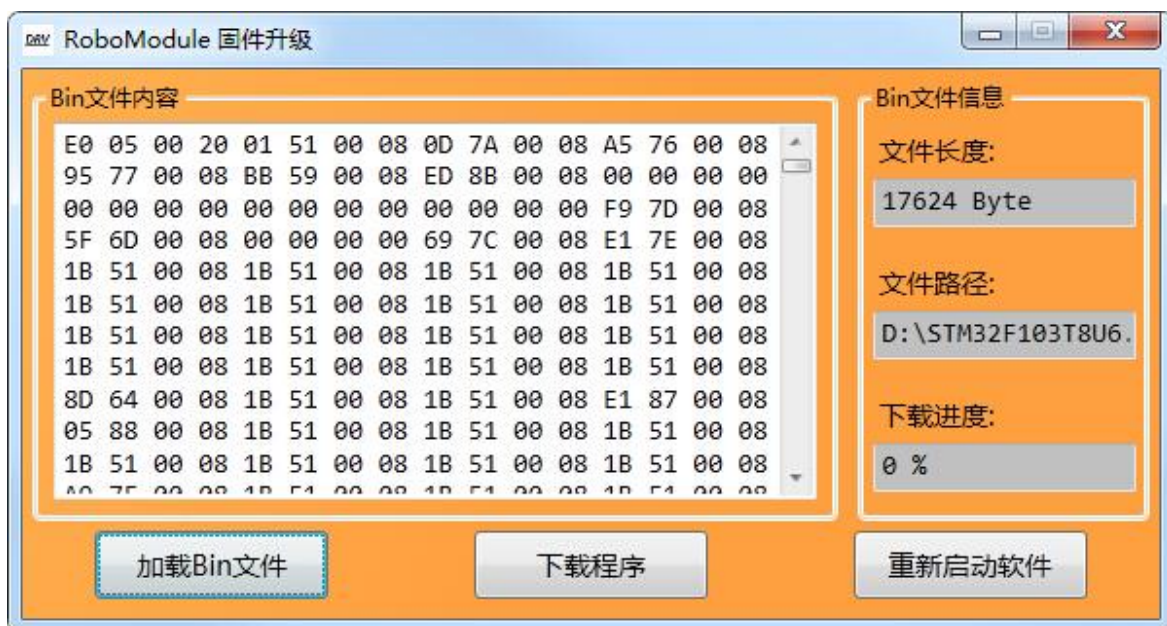 DRV RoboModule 固件升级
Bin文件内容
E0 05 00 20 01 51 00 08 0D 7A 00 08 A5 76 00 08
95 77 00 08 BB 59 00 08 ED 8B 00 08 00 00 00 00
00 00 00 00 00 00 00 00 00 00 00 00 F9 7D 00 08
5F 6D 00 08 00 00 00 00 69 7C 00 08 E1 7E 00 08
1B 51 00 08 1B 51 00 08 1B 51 00 08 1B 51 00 08
1B 51 00 08 1B 51 00 08 1B 51 00 08 1B 51 00 08
1B 51 00 08 1B 51 00 08 1B 51 00 08 1B 51 00 08
1B 51 00 08 1B 51 00 08 1B 51 00 08 1B 51 00 08
8D 64 00 08 1B 51 00 08 1B 51 00 08 E1 87 00 08
05 88 00 08 1B 51 00 08 1B 51 00 08 1B 51 00 08
1B 51 00 08 1B 51 00 08 1B 51 00 08 1B 51 00 08
Bin文件信息
文件长度:
17624 Byte
文件路径:
D:\STM32F103T8U6.
下载进度:
0 %
加载Bin文件
下载程序
重新启动软件